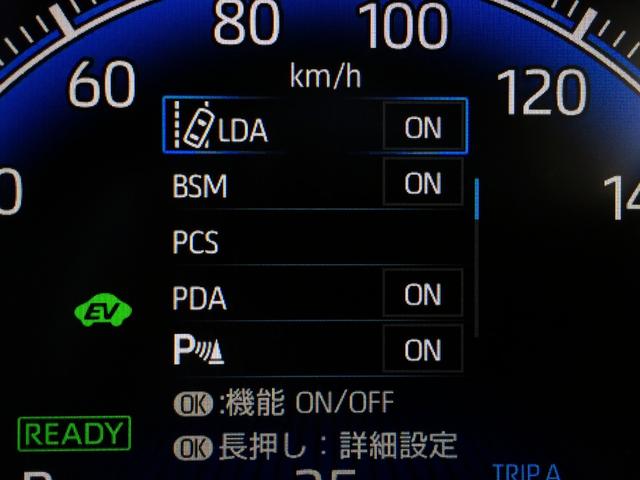 80 100
km/h
60 120
LDA ON
BSM ON
PCS
PDA ON
EV
P ON
OK:機能 ON/OFF
READY
OK長押し：詳細設定
TRIP A